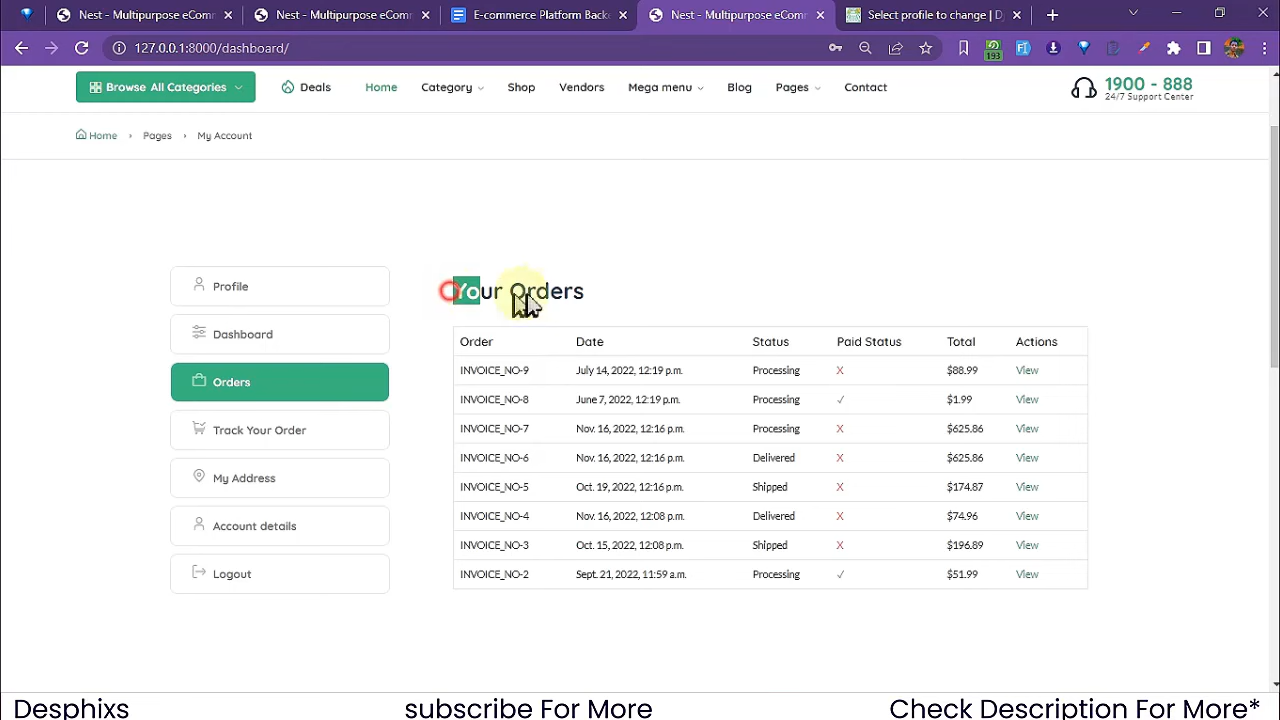 Nest - Multipurpose eComm
Nest - Multipurpose eComm
E-commerce Platform Back
Nest - Multipurpose eComm
Select profile to change | Dj
127.0.0.1:8000/dashboard/
193
Browse All Categories
Deals
Home
Category
Shop
Vendors
Mega menu
Blog
Pages
Contact
1900 - 888
24/7 Support Center
Home
Pages
My Account
Profile
Dashboard
Orders
Track Your Order
My Address
Account details
Logout
Your Orders
Order Date Status Paid Status Total Actions
INVOICE_NO-9 July 14, 2022, 12:19 p.m. Processing X $88.99 View
INVOICE_NO-8 June 7, 2022, 12:19 p.m. Processing ✓ $1.99 View
INVOICE_NO-7 Nov. 16, 2022, 12:16 p.m. Processing X $625.86 View
INVOICE_NO-6 Nov. 16, 2022, 12:16 p.m. Delivered X $625.86 View
INVOICE_NO-5 Oct. 19, 2022, 12:16 p.m. Shipped X $174.87 View
INVOICE_NO-4 Nov. 16, 2022, 12:08 p.m. Delivered X $74.96 View
INVOICE_NO-3 Oct. 15, 2022, 12:08 p.m. Shipped X $196.89 View
INVOICE_NO-2 Sept. 21, 2022, 11:59 a.m. Processing ✓ $51.99 View
Desphixs
subscribe For More
Check Description For More*